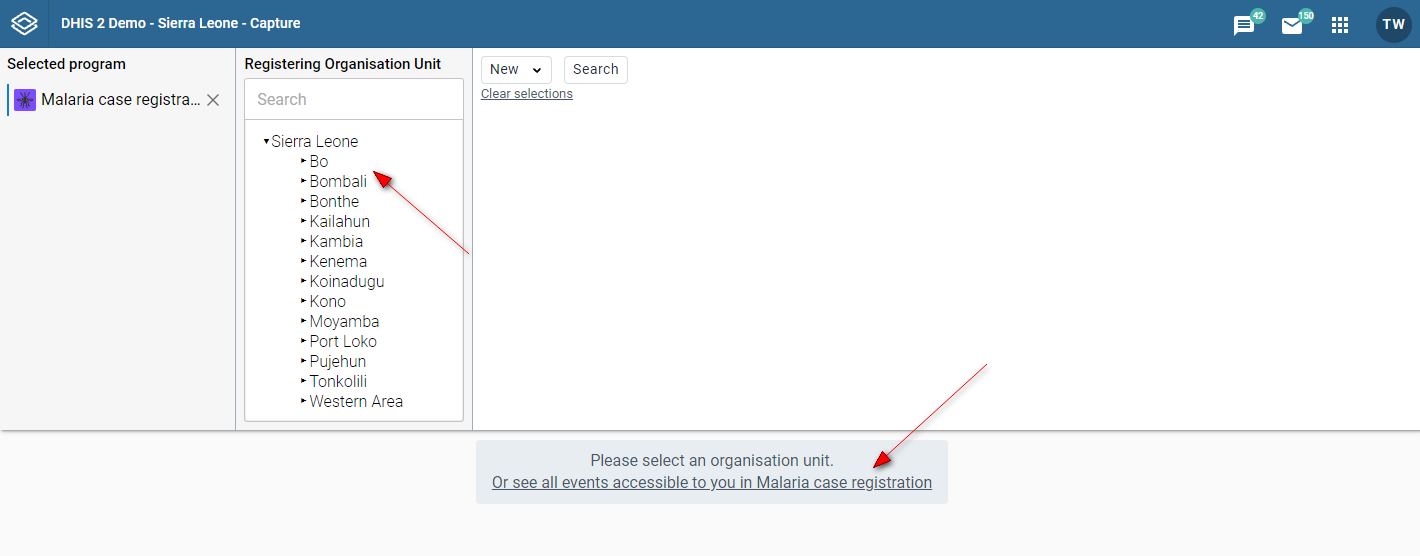 DHIS 2 Demo - Sierra Leone - Capture
42
150
TW
Selected program
Malaria case registra...
Registering Organisation Unit
Search
Sierra Leone
Bo
Bombali
Bonthe
Kailahun
Kambia
Kenema
Koinadugu
Kono
Moyamba
Port Loko
Pujehun
Tonkolili
Western Area
New
Search
Clear selections
Please select an organisation unit.
Or see all events accessible to you in Malaria case registration